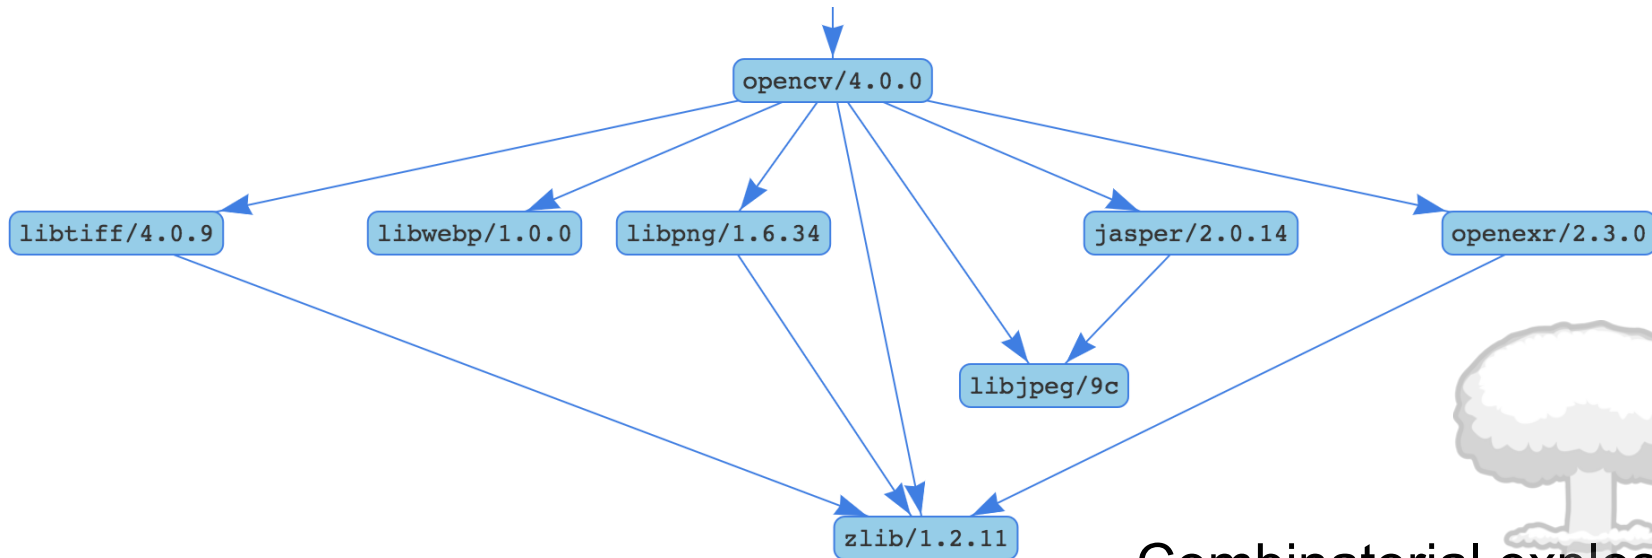 opencv/4.0.0
libtiff/4.0.9
libwebp/1.0.0
libpng/1.6.34
jasper/2.0.14
openexr/2.3.0
libjpeg/9c
zlib/1.2.11
Combinatorial